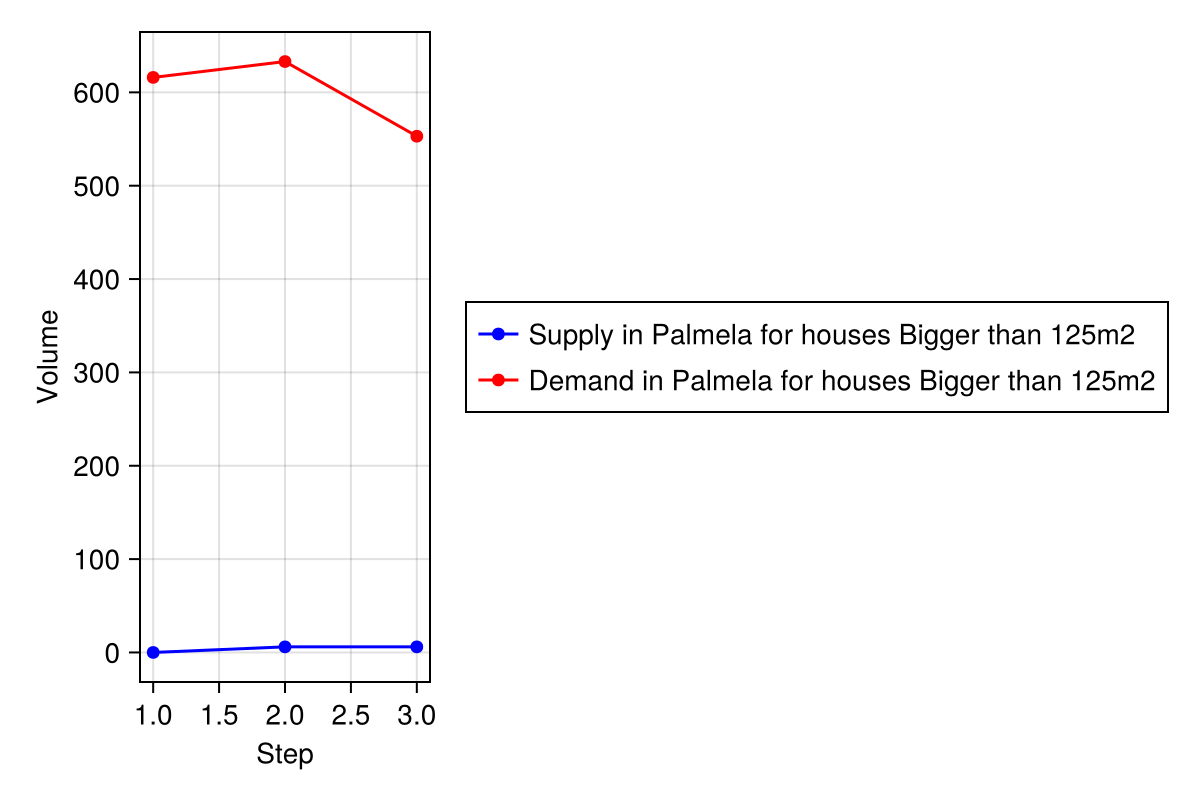 Volume
600
500
400
300
200
100
0
1.0 1.5 2.0 2.5 3.0
Step
Supply in Palmela for houses Bigger than 125m2
Demand in Palmela for houses Bigger than 125m2